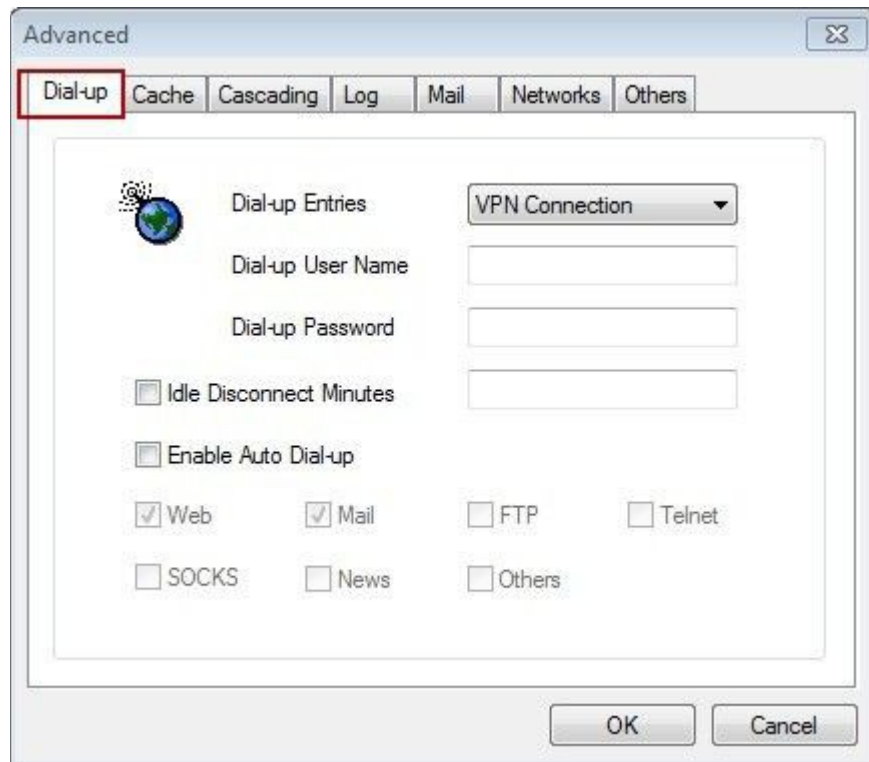 Advanced
Dial-up Cache Cascading Log Mail Networks Others
Dial-up Entries VPN Connection
Dial-up User Name
Dial-up Password
Idle Disconnect Minutes
Enable Auto Dial-up
Web Mail FTP Telnet
SOCKS News Others
OK Cancel